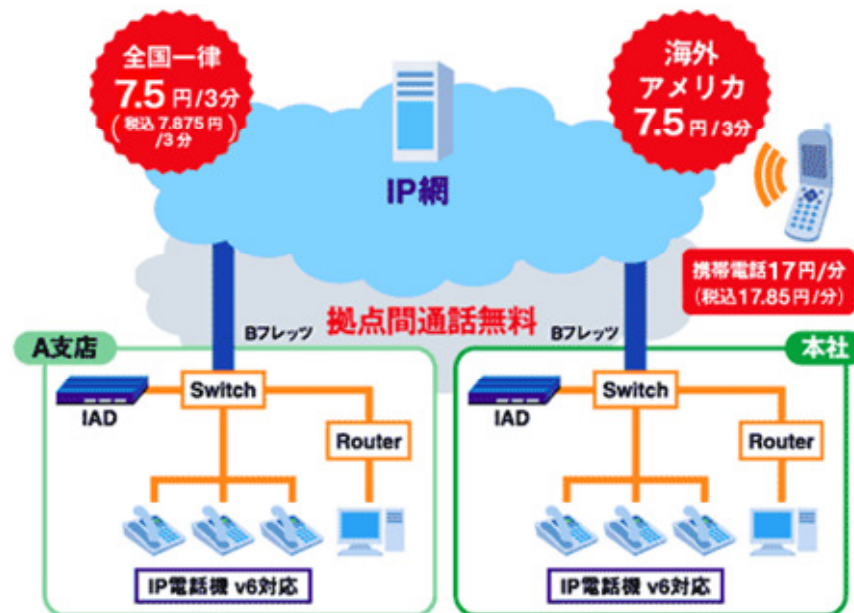 全国一律
7.5円/3分
(税込7.875円
/3分)
海外
アメリカ
7.5円/3分
IP網
携帯電話17円/分
(税込17.85円/分)
拠点間通話無料
Bフレッツ
Bフレッツ
A支店
本社
Switch
IAD
Router
Switch
IAD
Router
IP電話機 v6対応
IP電話機 v6対応